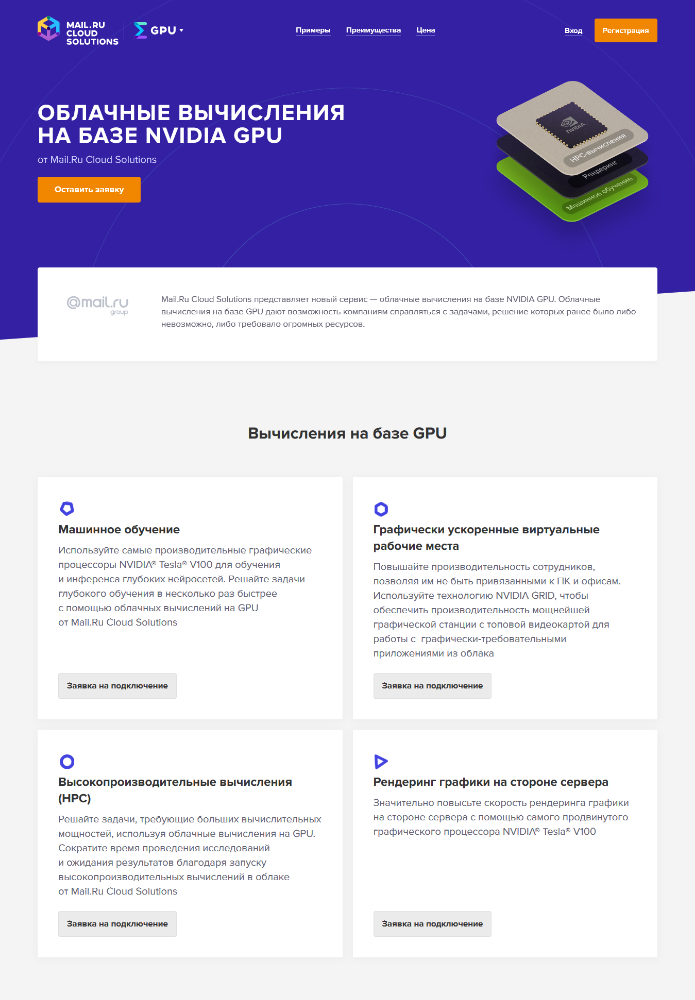 MAIL.RU
CLOUD
SOLUTIONS
GPU
Примеры
Преимущества
Цена
Вход
Регистрация
ОБЛАЧНЫЕ ВЫЧИСЛЕНИЯ
НА БАЗЕ NVIDIA GPU
от Mail.Ru Cloud Solutions
Оставить заявку
NVIDIA
HPC-вычисления
Рендеринг
Машинное обучение
@mail.ru
group
Mail.Ru Cloud Solutions представляет новый сервис — облачные вычисления на базе NVIDIA GPU. Облачные
вычисления на базе GPU дают возможность компаниям справляться с задачами, решение которых ранее было либо
невозможно, либо требовало огромных ресурсов.
Вычисления на базе GPU
Машинное обучение
Используйте самые производительные графические
процессоры NVIDIA® Tesla® V100 для обучения
и инференса глубоких нейросетей. Решайте задачи
глубокого обучения в несколько раз быстрее
с помощью облачных вычислений на GPU
от Mail.Ru Cloud Solutions
Заявка на подключение
Графически ускоренные виртуальные
рабочие места
Повышайте производительность сотрудников,
позволяя им не быть привязанными к ПК и офисам.
Используйте технологию NVIDIA GRID, чтобы
обеспечить производительность мощнейшей
графической станции с топовой видеокартой для
работы с графически-требовательными
приложениями из облака
Заявка на подключение
Высокопроизводительные вычисления
(HPC)
Решайте задачи, требующие больших вычислительных
мощностей, используя облачные вычисления на GPU.
Сократите время проведения исследований
и ожидания результатов благодаря запуску
высокопроизводительных вычислений в облаке
от Mail.Ru Cloud Solutions
Заявка на подключение
Рендеринг графики на стороне сервера
Значительно повысьте скорость рендеринга графики
на стороне сервера с помощью самого продвинутого
графического процессора NVIDIA® Tesla® V100
Заявка на подключение